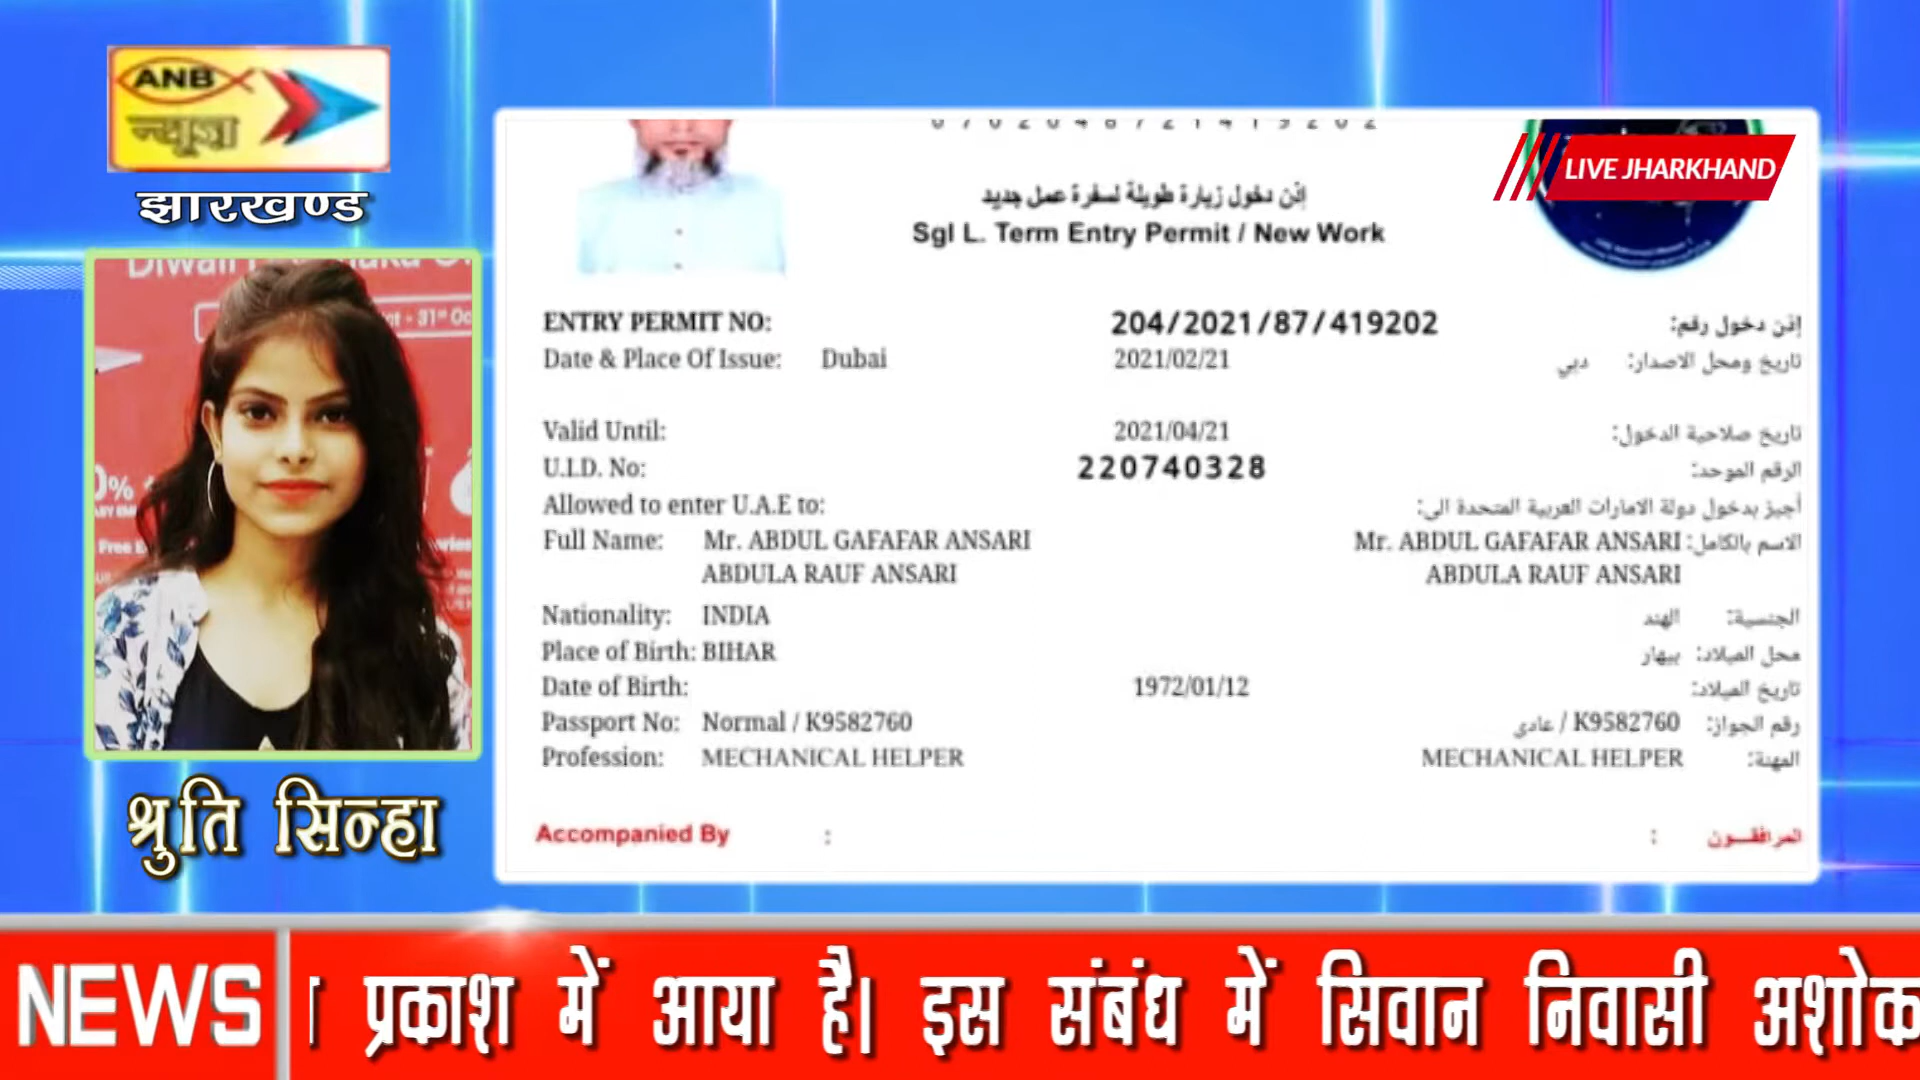 ANB
न्यूज़
झारखण्ड
LIVE JHARKHAND
إذن دخول زيارة طويلة لسفرة عمل جديد
Sgl L. Term Entry Permit / New Work
ENTRY PERMIT NO: 204/2021/87/419202 إذن دخول رقم:
Date & Place Of Issue: Dubai 2021/02/21 دبي تاريخ ومحل الاصدار:
Valid Until: 2021/04/21 تاريخ صلاحية الدخول:
U.I.D. No: 220740328 الرقم الموحد:
Allowed to enter U.A.E to: أجيز بدخول دولة الامارات العربية المتحدة الى:
Full Name: Mr. ABDUL GAFAFAR ANSARI Mr. ABDUL GAFAFAR ANSARI الاسم بالكامل:
ABDULA RAUF ANSARI ABDULA RAUF ANSARI
Nationality: INDIA الهند الجنسية:
Place of Birth: BIHAR بيهار محل الميلاد:
Date of Birth: 1972/01/12 تاريخ الميلاد:
Passport No: Normal / K9582760 عادي / K9582760 رقم الجواز:
Profession: MECHANICAL HELPER MECHANICAL HELPER المهنة:
Accompanied By : : المرافقــون
31st Oc
श्रुति सिन्हा
NEWS
प्रकाश में आया है। इस संबंध में सिवान निवासी अशोक